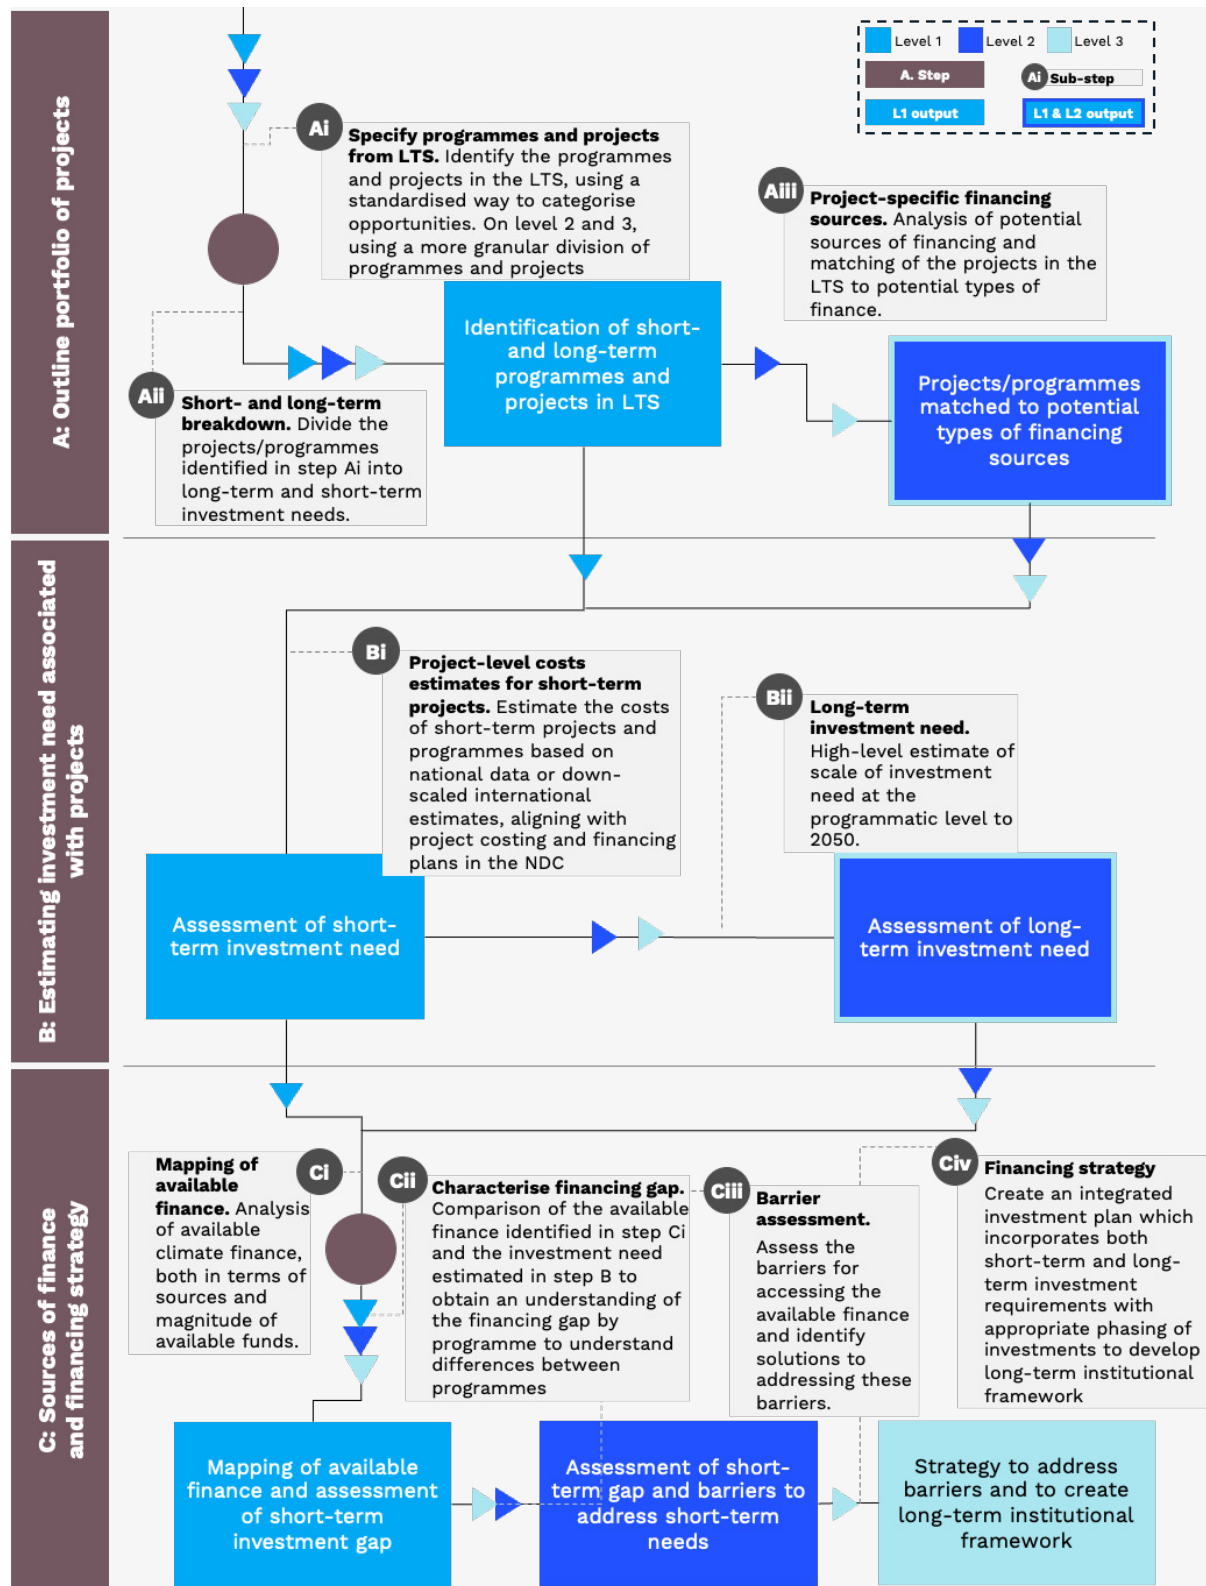 Level 1
Level 2
Level 3
A. Step
Ai
Sub-step
L1 output
L1 & L2 output
A: Outline portfolio of projects
Ai
Specify programmes and projects
from LTS. Identify the programmes
and projects in the LTS, using a
standardised way to categorise
opportunities. On level 2 and 3,
using a more granular division of
programmes and projects
Aiii
Project-specific financing
sources. Analysis of potential
sources of financing and
matching of the projects in the
LTS to potential types of
finance.
Identification of short-
and long-term
programmes and
projects in LTS
Aii
Short- and long-term
breakdown. Divide the
projects/programmes
identified in step Ai into
long-term and short-term
investment needs.
Projects/programmes
matched to potential
types of financing
sources
B: Estimating investment need associated
with projects
Bi
Project-level costs
estimates for short-term
projects. Estimate the costs
of short-term projects and
programmes based on
national data or down-
scaled international
estimates, aligning with
project costing and financing
plans in the NDC
Bii
Long-term
investment need.
High-level estimate of
scale of investment
need at the
programmatic level to
2050.
Assessment of short-
term investment need
Assessment of long-
term investment need
C: Sources of finance
and financing strategy
Ci
Mapping of
available
finance. Analysis
of available
climate finance,
both in terms of
sources and
magnitude of
available funds.
Cii
Characterise financing gap.
Comparison of the available
finance identified in step Ci
and the investment need
estimated in step B to
obtain an understanding of
the financing gap by
programme to understand
differences between
programmes
Ciii
Barrier
assessment.
Assess the
barriers for
accessing the
available finance
and identify
solutions to
addressing these
barriers.
Civ
Financing strategy
Create an integrated
investment plan which
incorporates both
short-term and long-
term investment
requirements with
appropriate phasing of
investments to develop
long-term institutional
framework
Mapping of available
finance and assessment
of short-term
investment gap
Assessment of short-
term gap and barriers to
address short-term
needs
Strategy to address
barriers and to create
long-term institutional
framework